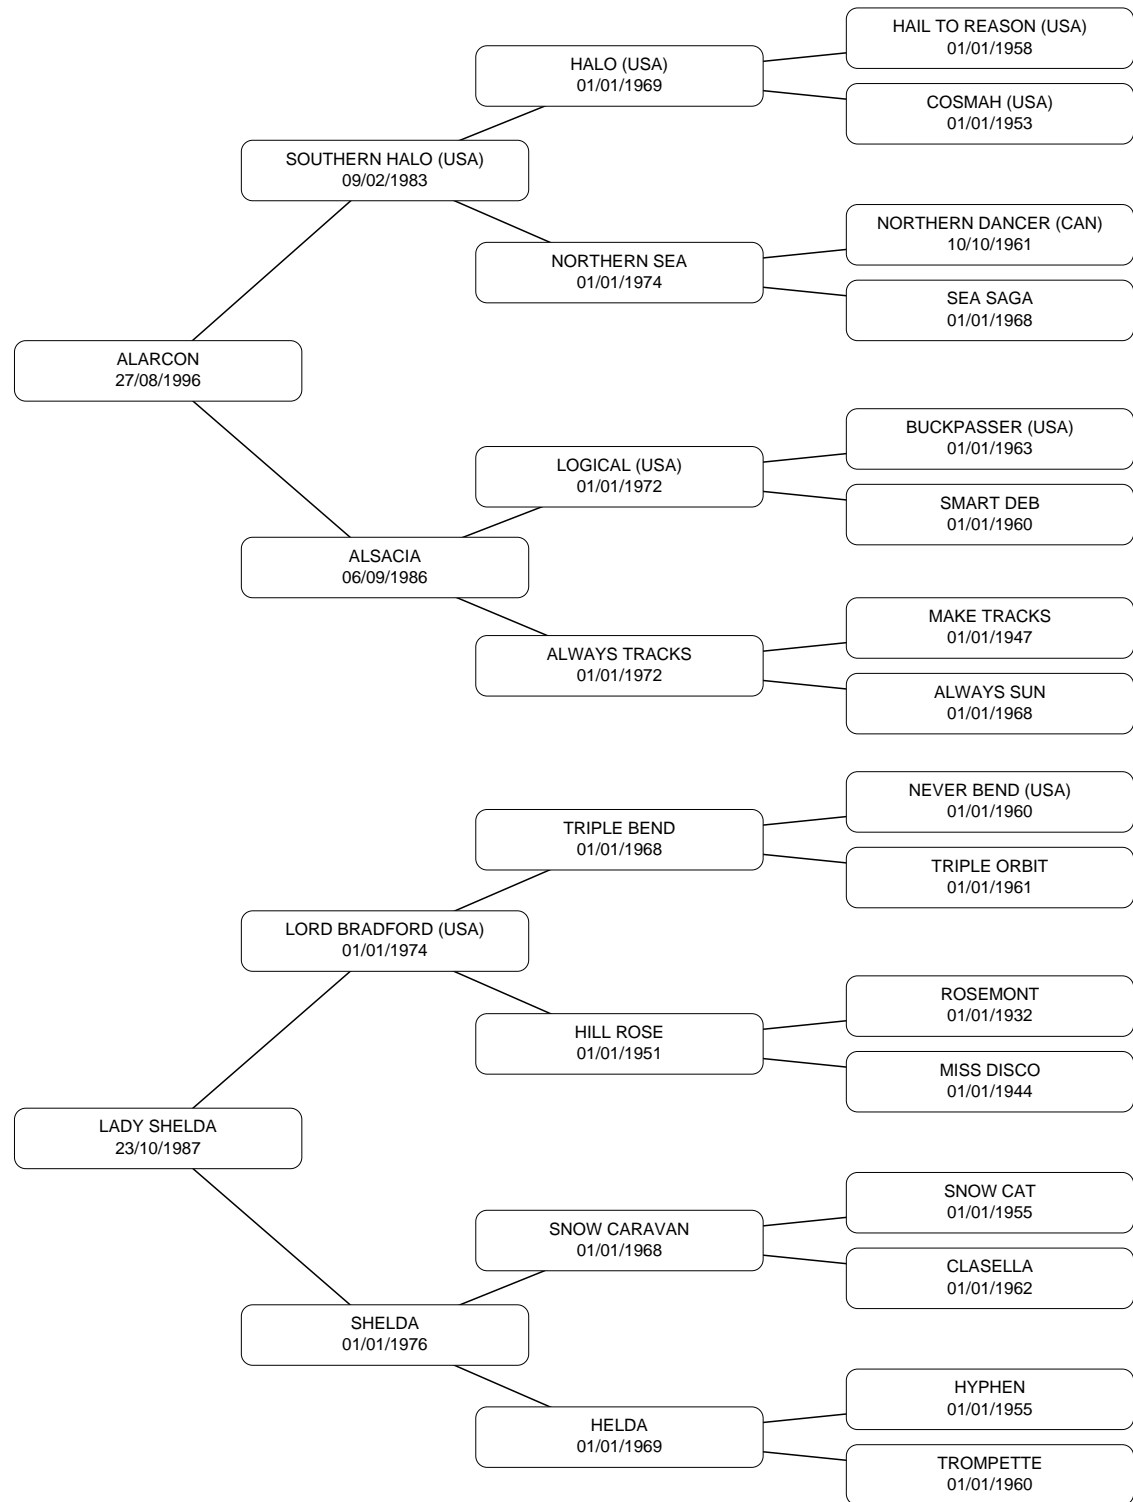 HAIL TO REASON (USA)
01/01/1958
HALO (USA)
01/01/1969
COSMAH (USA)
01/01/1953
SOUTHERN HALO (USA)
09/02/1983
NORTHERN DANCER (CAN)
10/10/1961
NORTHERN SEA
01/01/1974
SEA SAGA
01/01/1968
ALARCON
27/08/1996
BUCKPASSER (USA)
01/01/1963
LOGICAL (USA)
01/01/1972
SMART DEB
01/01/1960
ALSACIA
06/09/1986
MAKE TRACKS
01/01/1947
ALWAYS TRACKS
01/01/1972
ALWAYS SUN
01/01/1968
NEVER BEND (USA)
01/01/1960
TRIPLE BEND
01/01/1968
TRIPLE ORBIT
01/01/1961
LORD BRADFORD (USA)
01/01/1974
ROSEMONT
01/01/1932
HILL ROSE
01/01/1951
MISS DISCO
01/01/1944
LADY SHELDA
23/10/1987
SNOW CAT
01/01/1955
SNOW CARAVAN
01/01/1968
CLASELLA
01/01/1962
SHELDA
01/01/1976
HYPHEN
01/01/1955
HELDA
01/01/1969
TROMPETTE
01/01/1960